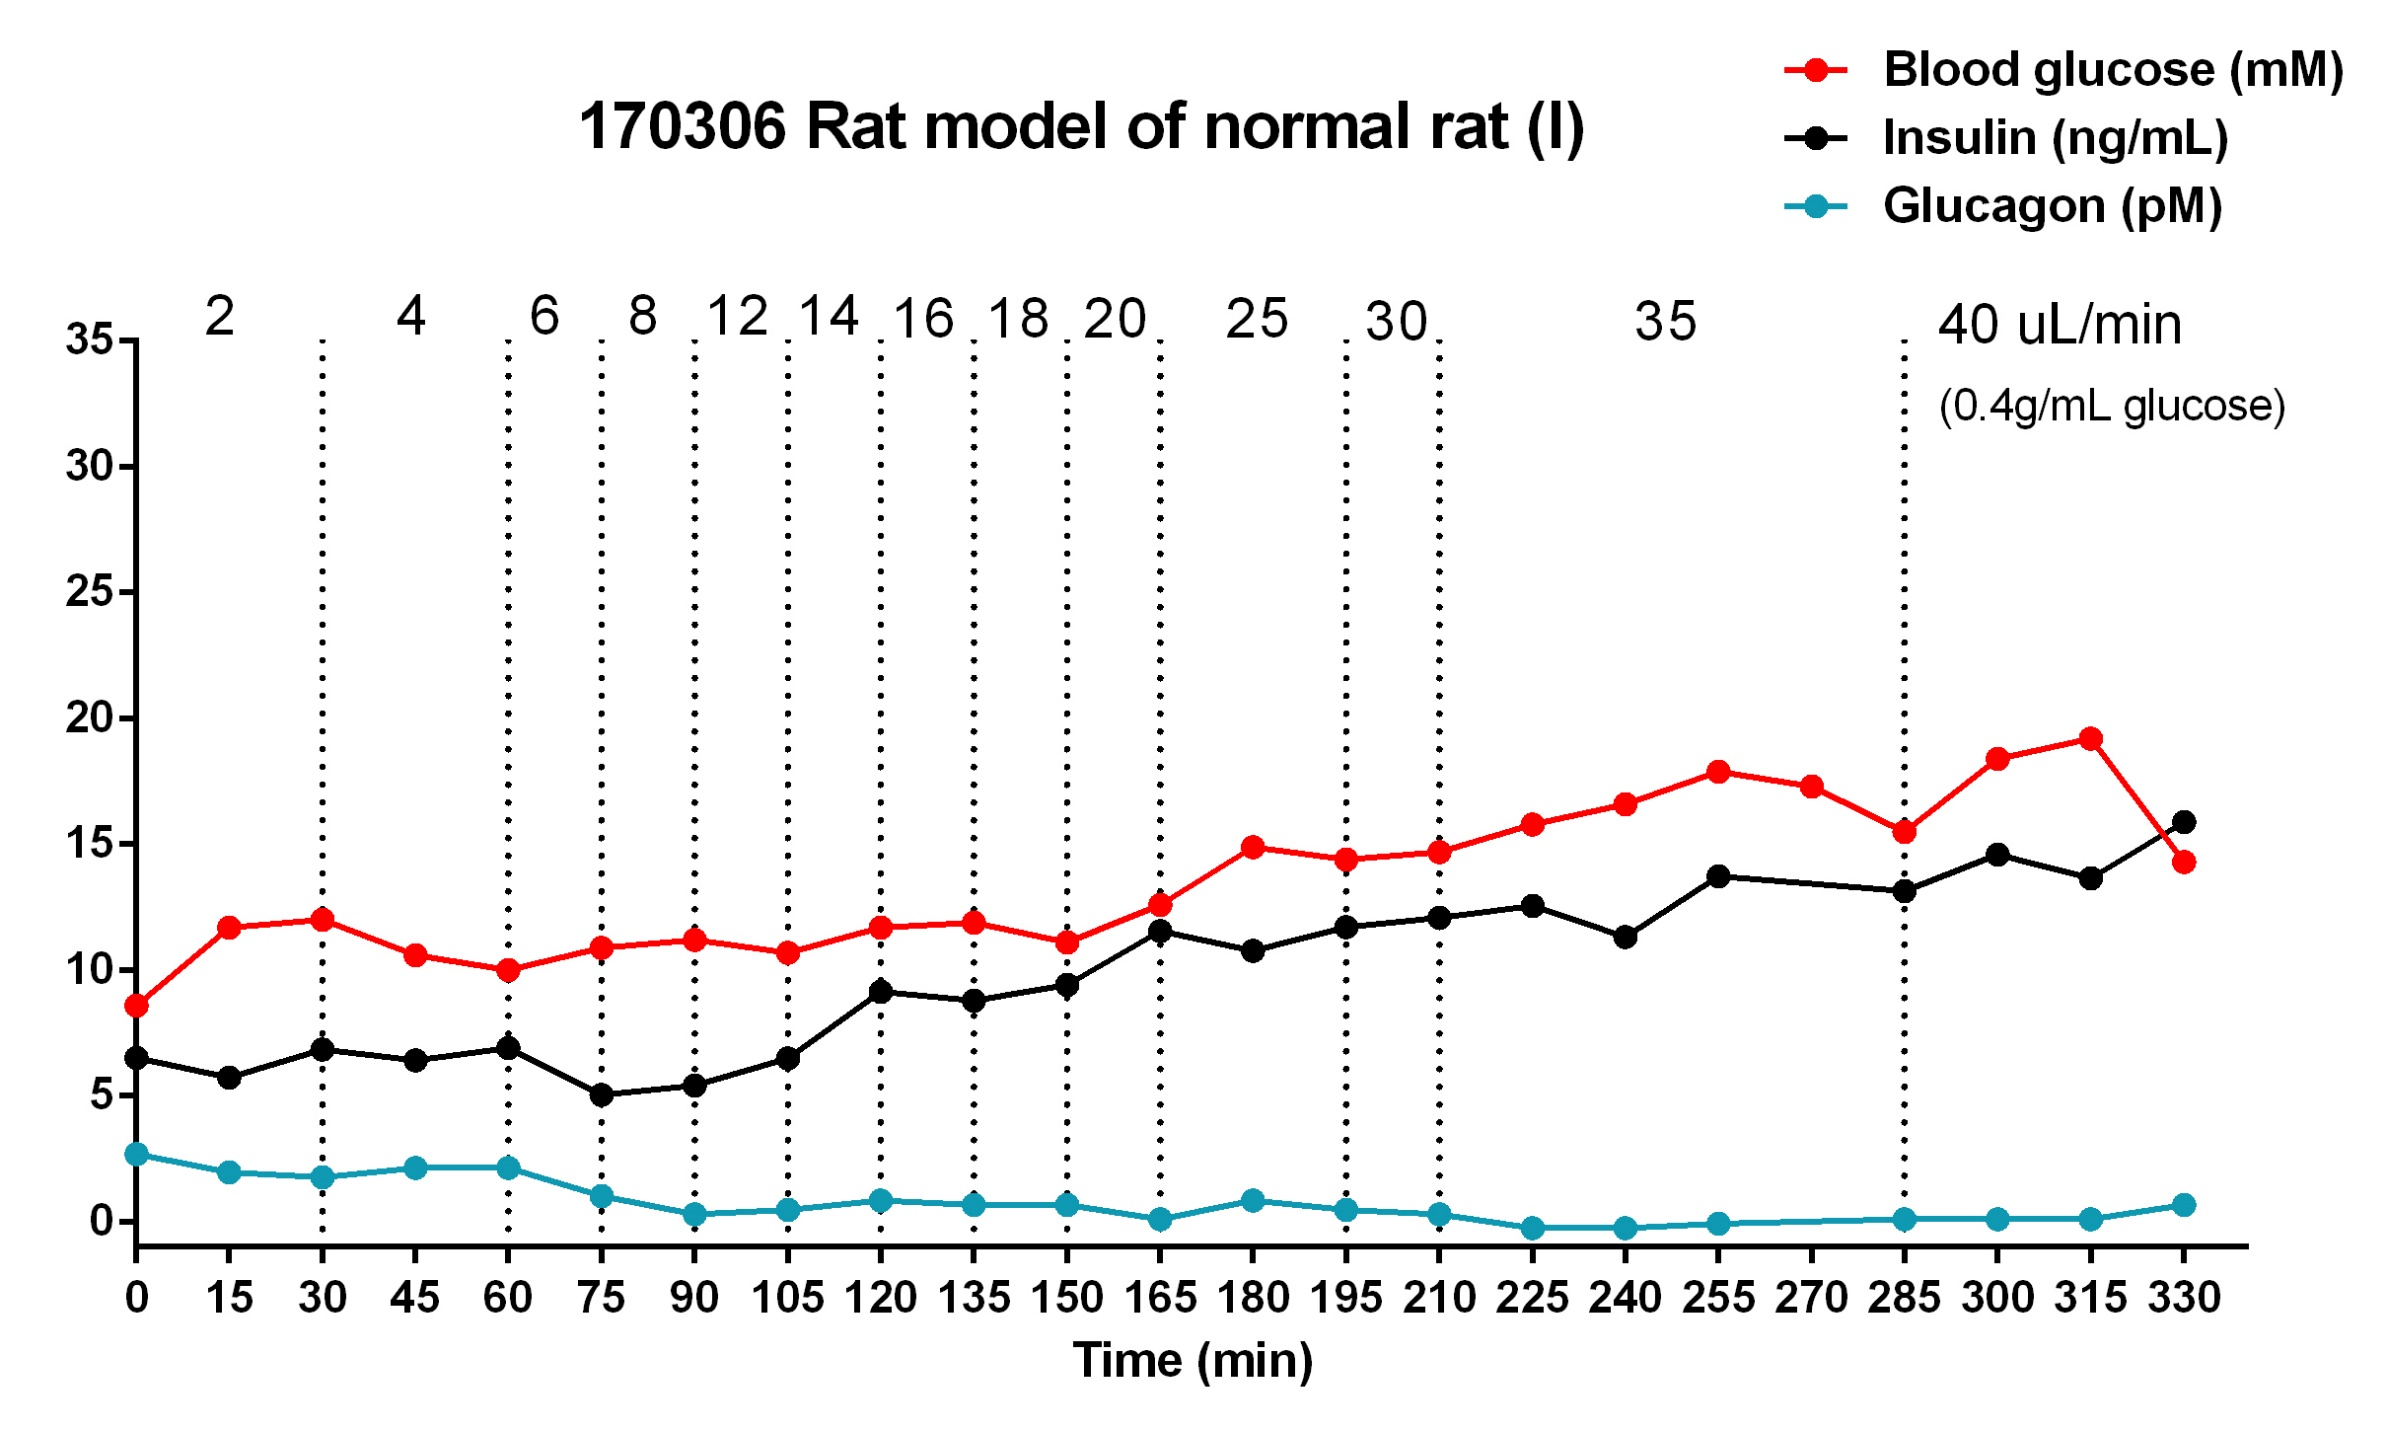 Blood glucose (mM)
170306 Rat model of normal rat (I)
Insulin (ng/mL)
Glucagon (pM)
2 4 6 8 12 14 16 18 20 25 30 35 40 uL/min
(0.4g/mL glucose)
35
30
25
20
15
10
5
0
0 15 30 45 60 75 90 105 120 135 150 165 180 195 210 225 240 255 270 285 300 315 330
Time (min)